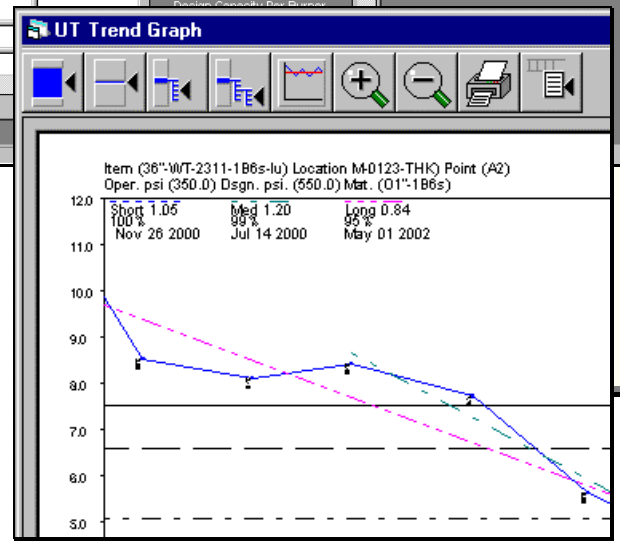 Design Capacity Per Burner
UT Trend Graph
Item (36"-WT-2311-1B6s-lu) Location M-0123-THK) Point (A2)
Oper. psi (350.0) Dsgn. psi. (550.0) Mat. (01"-1B6s)
12.0
Short 1.05 Med 1.20 Long 0.84
100% 99% 95%
Nov 26 2000 Jul 14 2000 May 01 2002
11.0
10.0
9.0
8.0
7.0
6.0
5.0